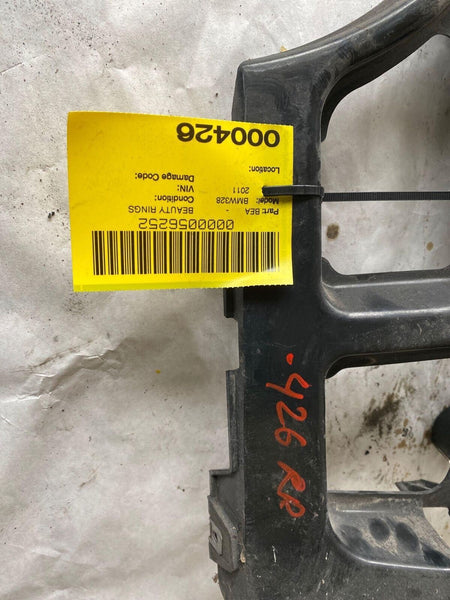 000426
Location:
Damage Code:
2011
VIN:
Model: BMW328
Condition:
Part: BEA - BEAUTY RINGS
0000056252
-426 RR